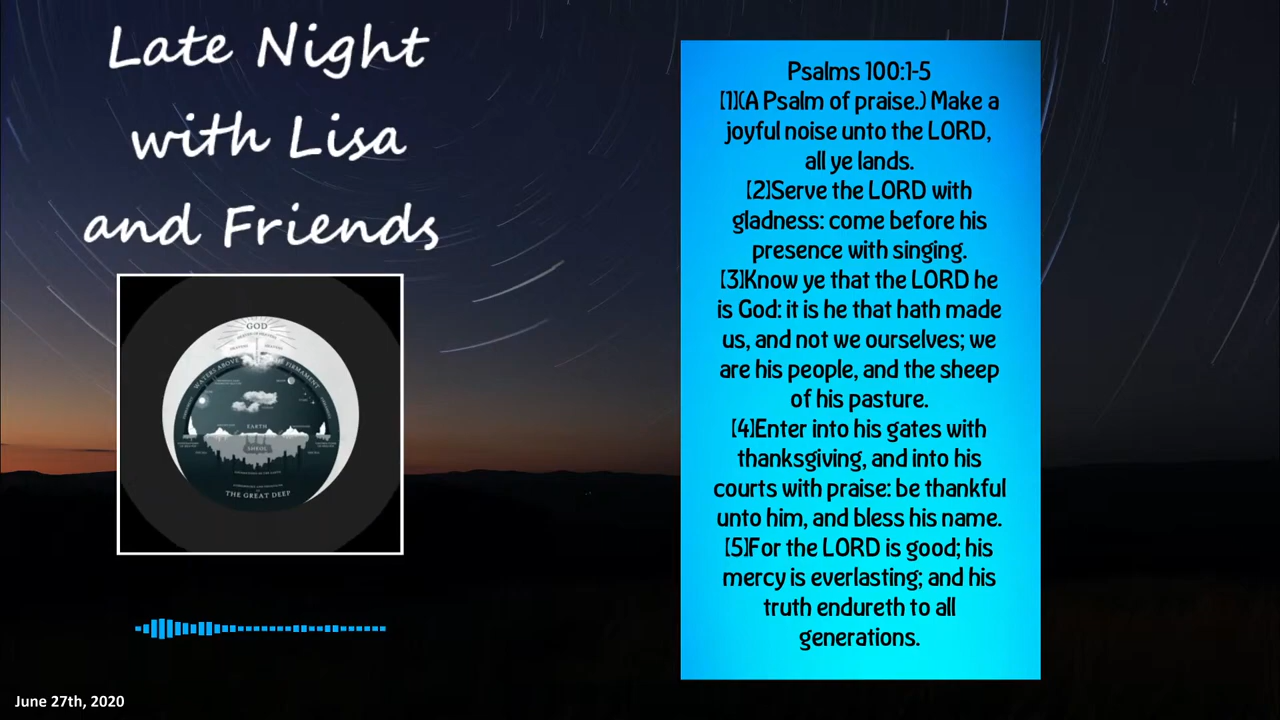 Late Night
with Lisa
and Friends
GOD
WATERS ABOVE THE FIRMAMENT
EARTH
SHEOL
THE GREAT DEEP
June 27th, 2020
Psalms 100:1-5
[1](A Psalm of praise.) Make a
joyful noise unto the LORD,
all ye lands.
[2]Serve the LORD with
gladness: come before his
presence with singing.
[3]Know ye that the LORD he
is God: it is he that hath made
us, and not we ourselves; we
are his people, and the sheep
of his pasture.
[4]Enter into his gates with
thanksgiving, and into his
courts with praise: be thankful
unto him, and bless his name.
[5]For the LORD is good; his
mercy is everlasting; and his
truth endureth to all
generations.